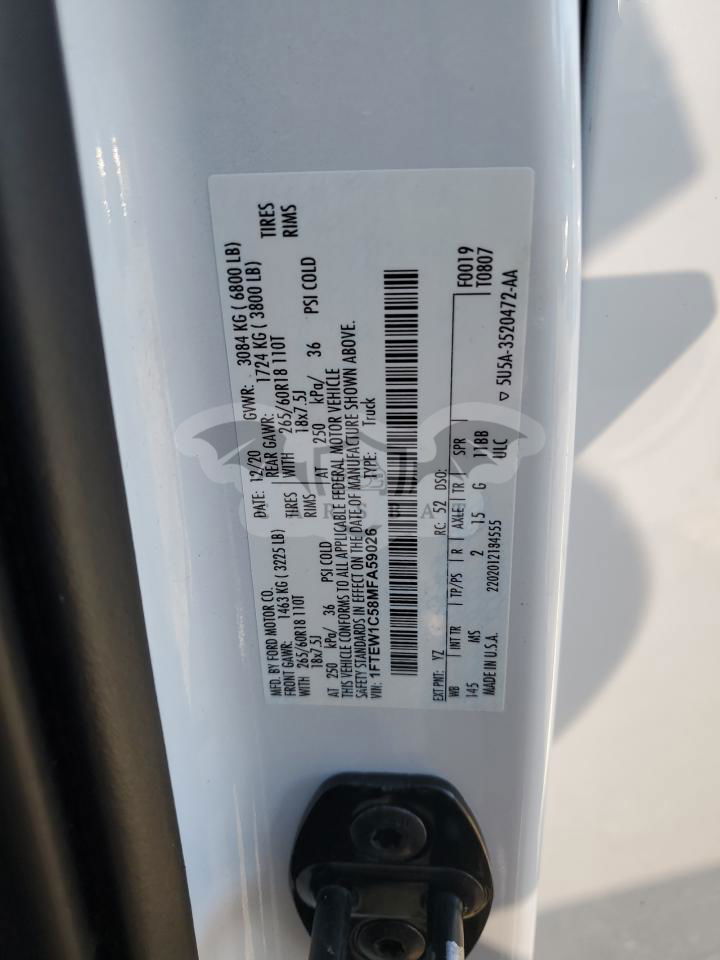 MFD. BY FORD MOTOR CO.
DATE: 12/20 GVWR: 3084 KG ( 6800 LB)
FRONT GAWR: 1463 KG ( 3225 LB) REAR GAWR: 1724 KG ( 3800 LB)
WITH 265/60R18 110T TIRES WITH 265/60R18 110T TIRES
18x7.5J RIMS 18x7.5J RIMS
AT 250 kPa/ 36 PSI COLD AT 250 kPa/ 36 PSI COLD
THIS VEHICLE CONFORMS TO ALL APPLICABLE FEDERAL MOTOR VEHICLE
SAFETY STANDARDS IN EFFECT ON THE DATE OF MANUFACTURE SHOWN ABOVE.
VIN: 1FTEW1C58MFA59026 TYPE: Truck
EXT PNT: YZ RC: 52 DSO: F0019
WB INT TR TP/PS R AXLE TR SPR T0807
145 MS 2 15 G 11BB
MADE IN U.S.A. 2202012194555 ULC ▽ 5U5A-3520472-AA